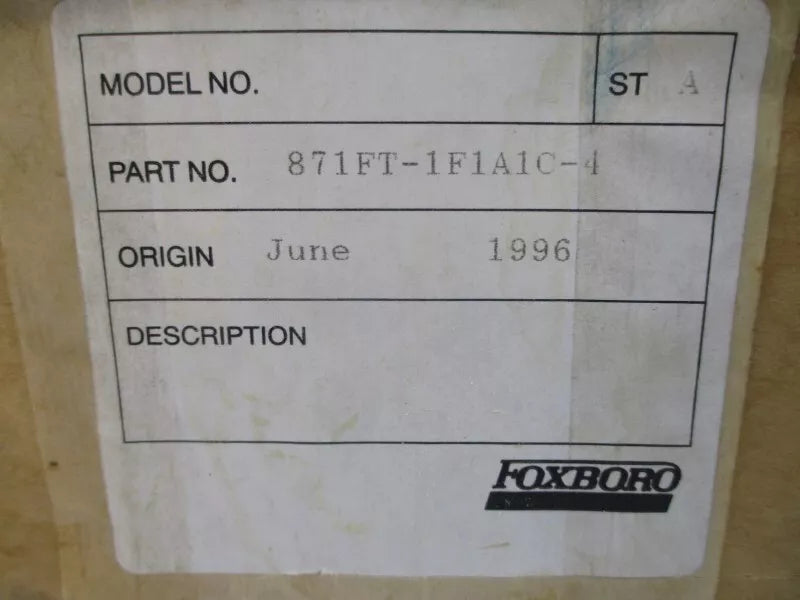 MODEL NO. ST A
PART NO. 871FT-1F1A1C-4
ORIGIN June 1996
DESCRIPTION
FOXBORO